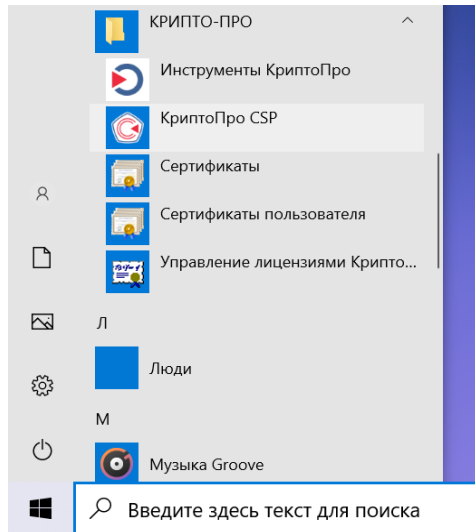 КРИПТО-ПРО
Инструменты КриптоПро
КриптоПро CSP
Сертификаты
Сертификаты пользователя
Управление лицензиями Крипто...
Л
Люди
М
Музыка Groove
Введите здесь текст для поиска